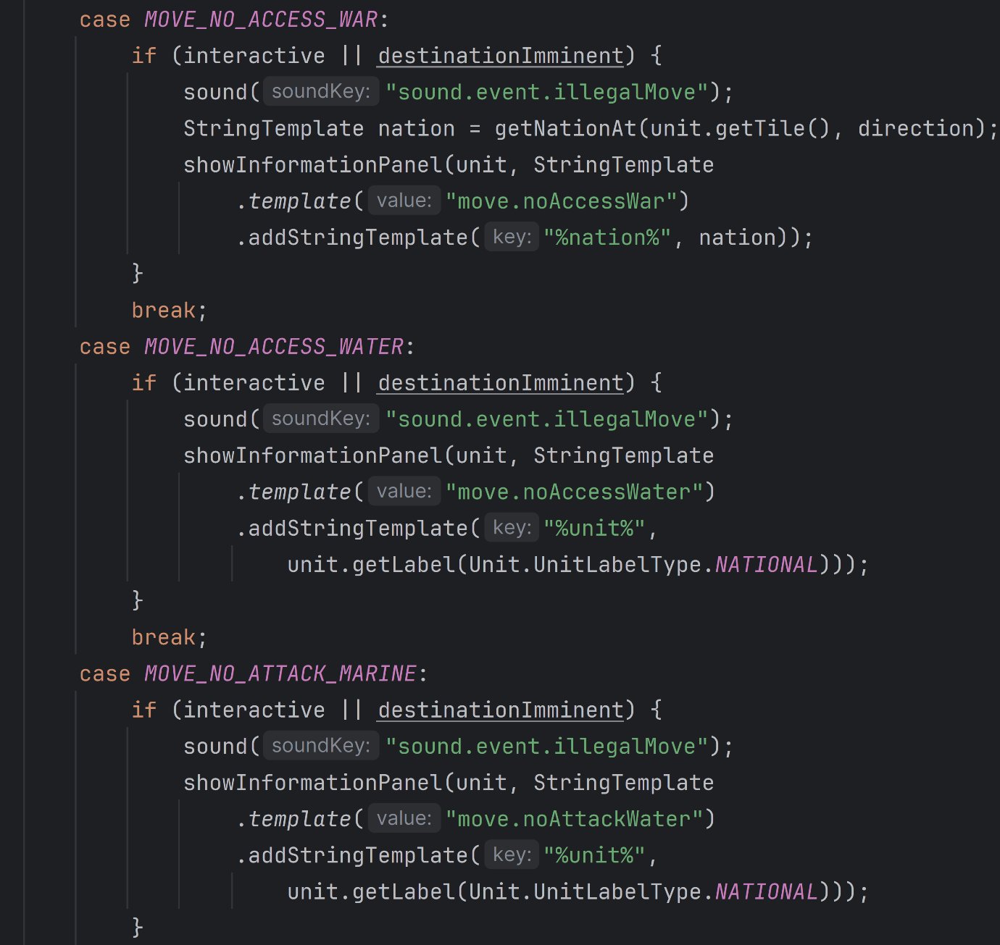 case MOVE_NO_ACCESS_WAR:
if (interactive || destinationImminent) {
sound( soundKey: "sound.event.illegalMove");
StringTemplate nation = getNationAt(unit.getTile(), direction);
showInformationPanel(unit, StringTemplate
.template( value: "move.noAccessWar")
.addStringTemplate( key: "%nation%", nation));
}
break;
case MOVE_NO_ACCESS_WATER:
if (interactive || destinationImminent) {
sound( soundKey: "sound.event.illegalMove");
showInformationPanel(unit, StringTemplate
.template( value: "move.noAccessWater")
.addStringTemplate( key: "%unit%",
unit.getLabel(Unit.UnitLabelType.NATIONAL)));
}
break;
case MOVE_NO_ATTACK_MARINE:
if (interactive || destinationImminent) {
sound( soundKey: "sound.event.illegalMove");
showInformationPanel(unit, StringTemplate
.template( value: "move.noAttackWater")
.addStringTemplate( key: "%unit%",
unit.getLabel(Unit.UnitLabelType.NATIONAL)));
}